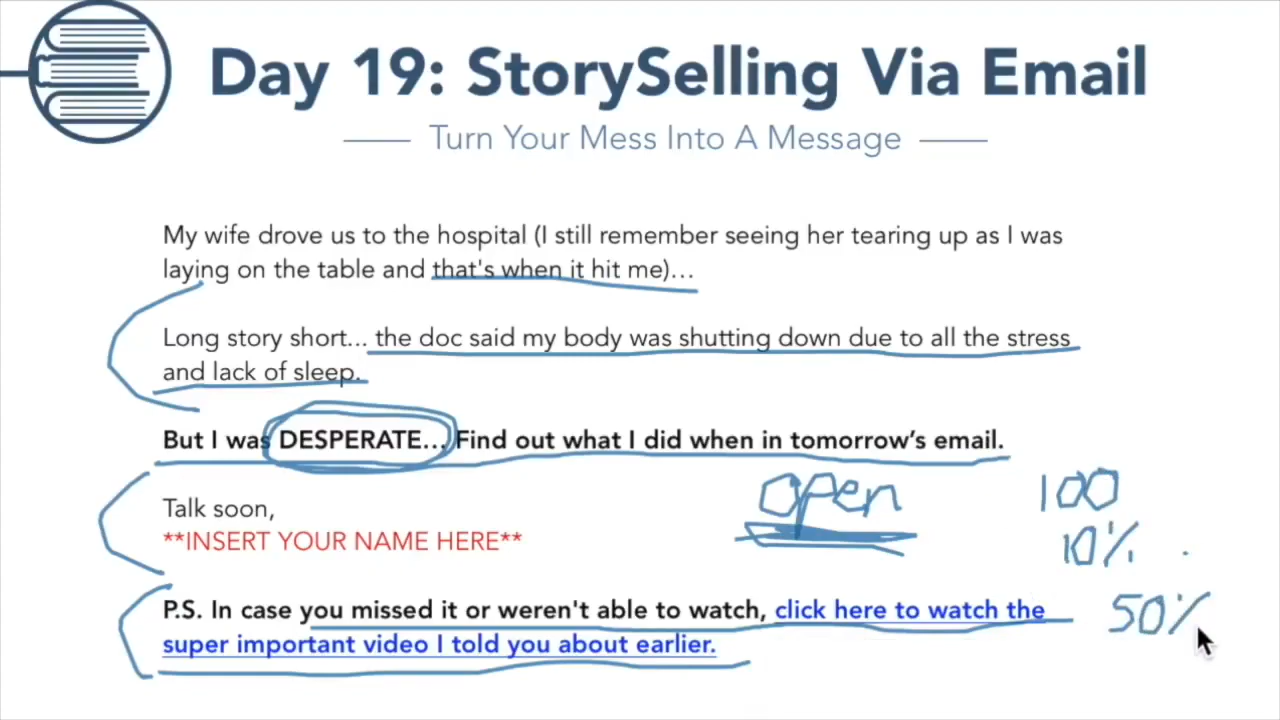 Day 19: StorySelling Via Email
Turn Your Mess Into A Message
My wife drove us to the hospital (I still remember seeing her tearing up as I was
laying on the table and that's when it hit me)...
Long story short... the doc said my body was shutting down due to all the stress
and lack of sleep.
But I was DESPERATE... Find out what I did when in tomorrow's email.
open
100
Talk soon,
**INSERT YOUR NAME HERE**
10%
P.S. In case you missed it or weren't able to watch, click here to watch the
50%
super important video I told you about earlier.